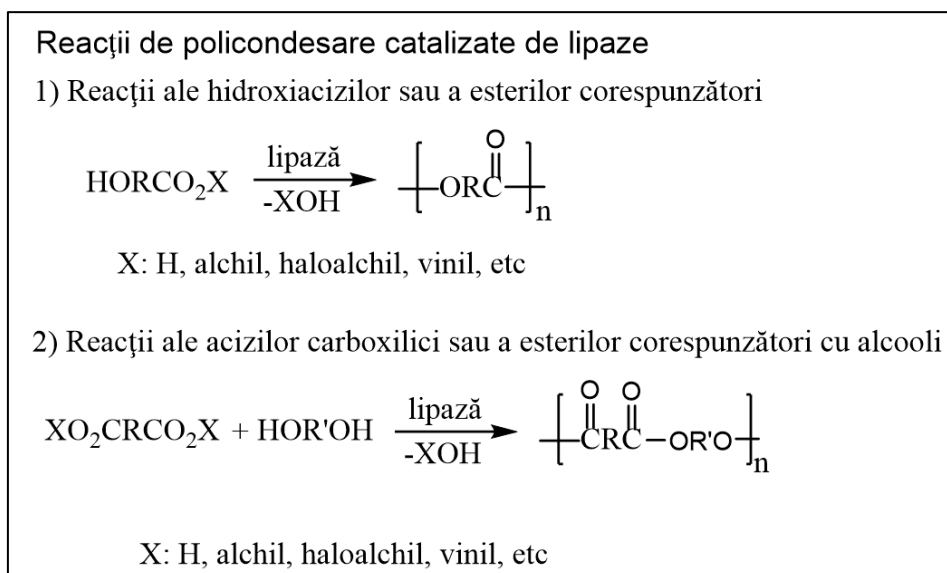 Reacţii de policondesare catalizate de lipaze
1) Reacţii ale hidroxiacizilor sau a esterilor corespunzători
HORCO₂X lipază -XOH [ORC(O)]n
X: H, alchil, haloalchil, vinil, etc
2) Reacţii ale acizilor carboxilici sau a esterilor corespunzători cu alcooli
XO₂CRCO₂X + HOR'OH lipază -XOH [C(O)RC(O)-OR'O]n
X: H, alchil, haloalchil, vinil, etc